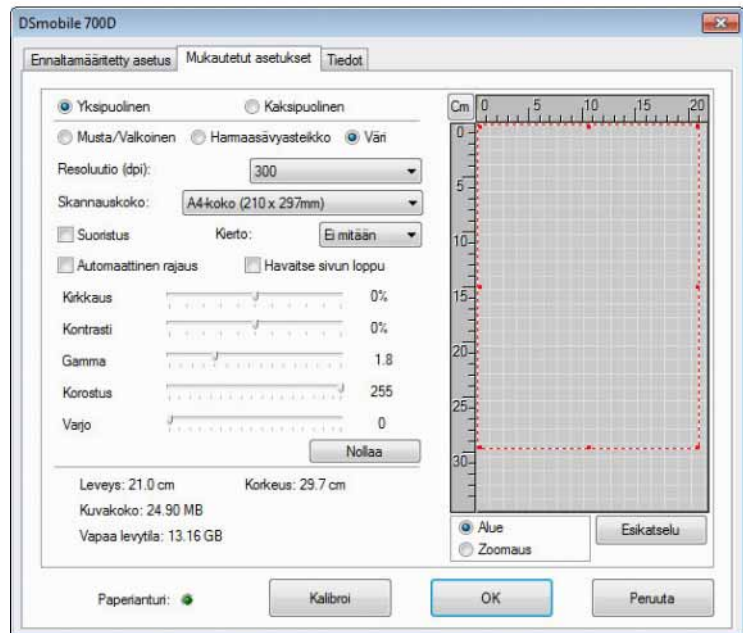 DSmobile 700D
Ennaltamääritetty asetus Mukautetut asetukset Tiedot
Yksipuolinen Kaksipuolinen
Musta/Valkoinen Harmaasävyasteikko Väri
Resoluutio (dpi): 300
Skannauskoko: A4-koko (210 x 297mm)
Suoristus Kierto: Ei mitään
Automaattinen rajaus Havaitse sivun loppu
Kirkkaus 0%
Kontrasti 0%
Gamma 1.8
Korostus 255
Varjo 0
Nollaa
Leveys: 21.0 cm Korkeus: 29.7 cm
Kuvakoko: 24.90 MB
Vapaa levytila: 13.16 GB
Cm 0 5 10 15 20
0
5
10
15
20
25
30
Alue
Zoomaus
Esikatselu
Paperianturi: Kalibroi OK Peruuta